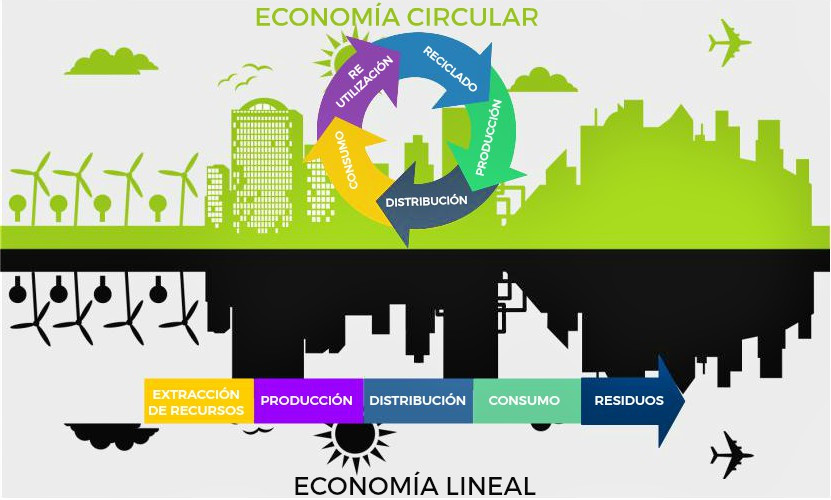 ECONOMÍA CIRCULAR
RE
UTILIZACIÓN
RECICLADO
PRODUCCIÓN
DISTRIBUCIÓN
CONSUMO
EXTRACCIÓN
DE RECURSOS
PRODUCCIÓN
DISTRIBUCIÓN
CONSUMO
RESIDUOS
ECONOMÍA LINEAL